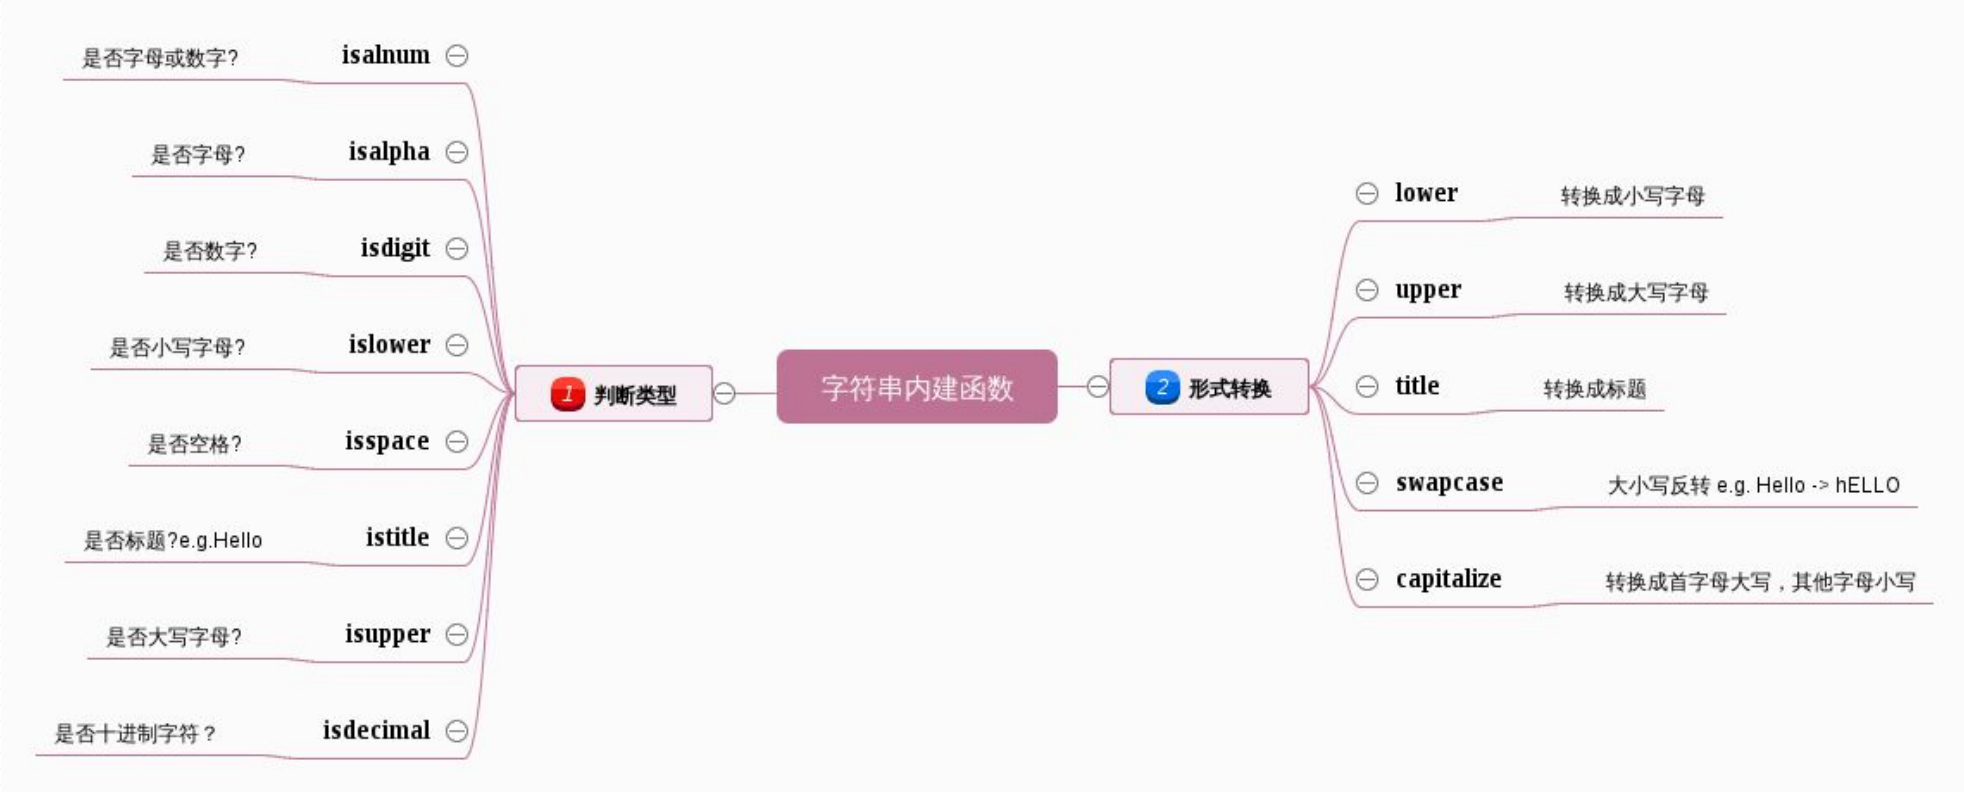 字符串内建函数
1 判断类型
isalnum 是否字母或数字?
isalpha 是否字母?
isdigit 是否数字?
islower 是否小写字母?
isspace 是否空格?
istitle 是否标题?e.g.Hello
isupper 是否大写字母?
isdecimal 是否十进制字符？
2 形式转换
lower 转换成小写字母
upper 转换成大写字母
title 转换成标题
swapcase 大小写反转 e.g. Hello -> hELLO
capitalize 转换成首字母大写，其他字母小写